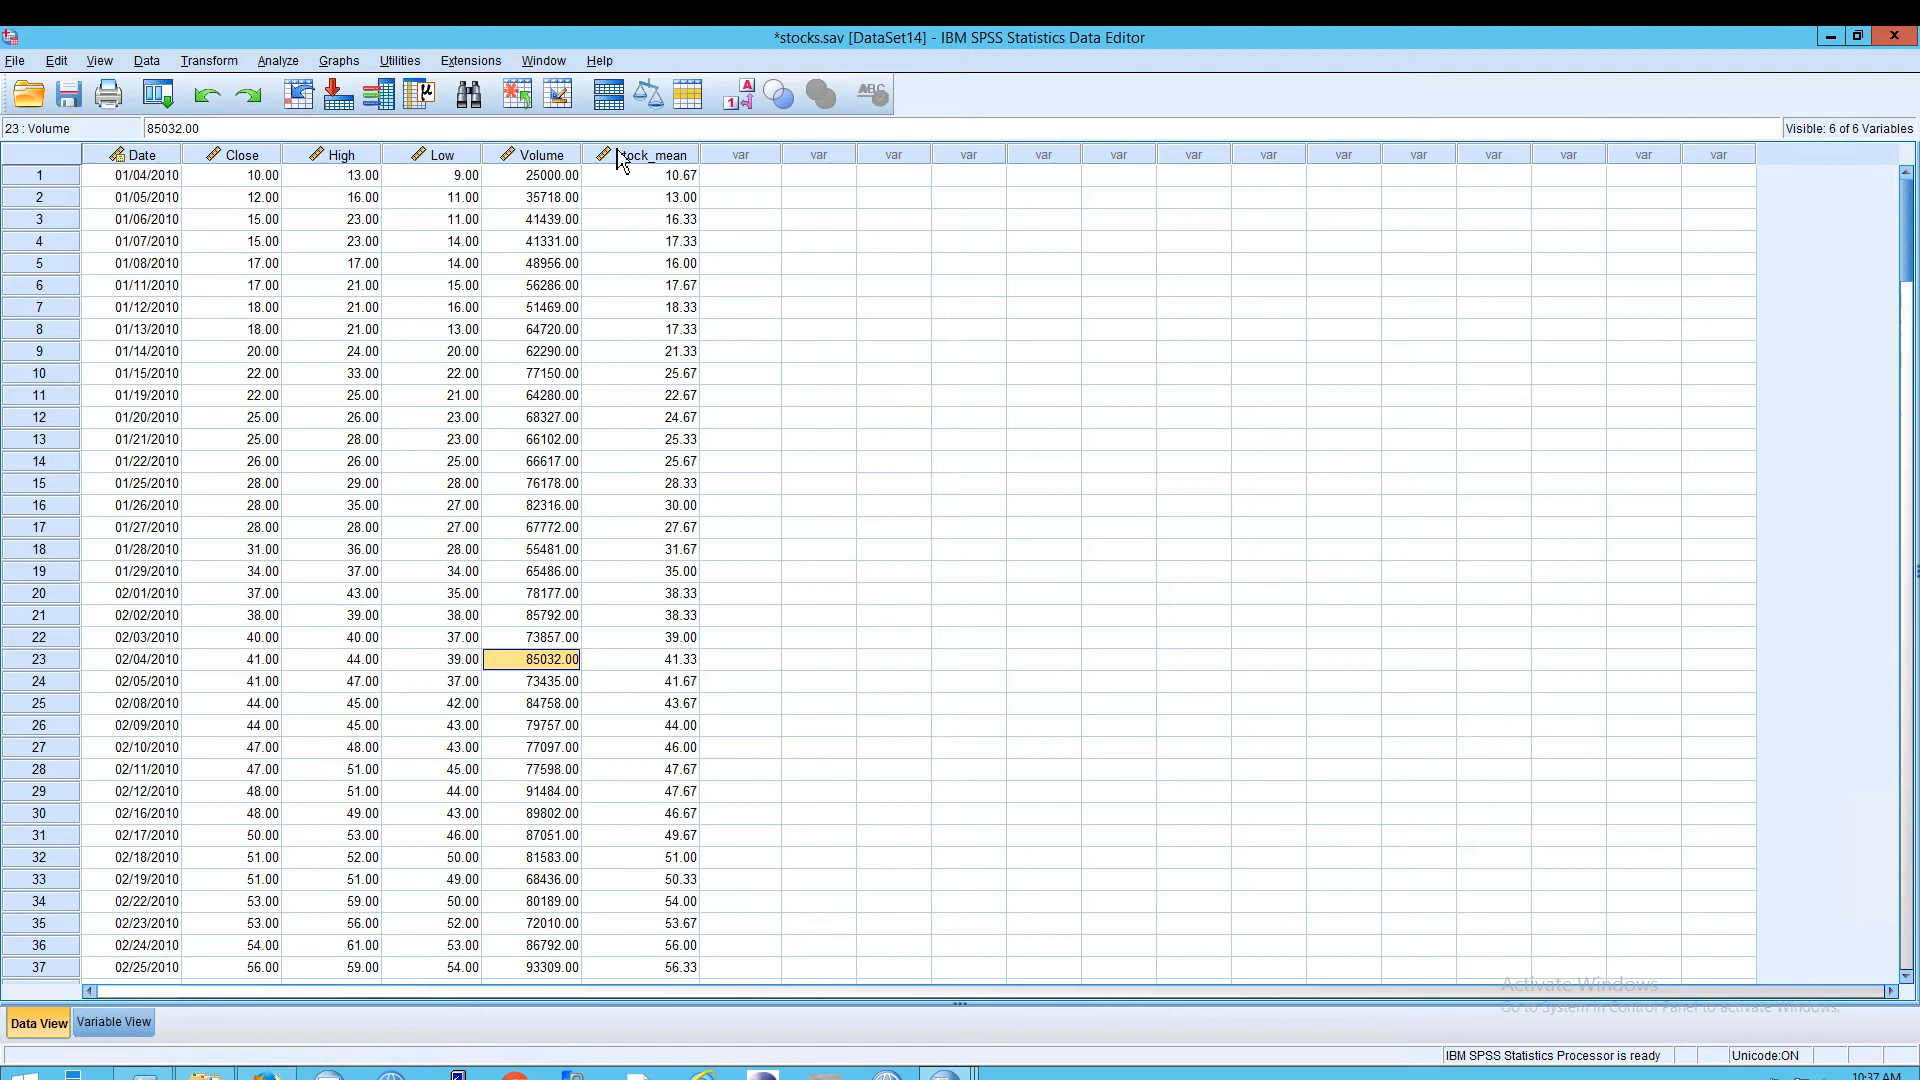 *stocks.sav [DataSet14] - IBM SPSS Statistics Data Editor
File Edit View Data Transform Analyze Graphs Utilities Extensions Window Help
23 : Volume 85032.00 Visible: 6 of 6 Variables
Date Close High Low Volume stock_mean var var var var var var var var var var var var var var
1 01/04/2010 10.00 13.00 9.00 25000.00 10.67
2 01/05/2010 12.00 16.00 11.00 35718.00 13.00
3 01/06/2010 15.00 23.00 11.00 41439.00 16.33
4 01/07/2010 15.00 23.00 14.00 41331.00 17.33
5 01/08/2010 17.00 17.00 14.00 48956.00 16.00
6 01/11/2010 17.00 21.00 15.00 56286.00 17.67
7 01/12/2010 18.00 21.00 16.00 51469.00 18.33
8 01/13/2010 18.00 21.00 13.00 64720.00 17.33
9 01/14/2010 20.00 24.00 20.00 62290.00 21.33
10 01/15/2010 22.00 33.00 22.00 77150.00 25.67
11 01/19/2010 22.00 25.00 21.00 64280.00 22.67
12 01/20/2010 25.00 26.00 23.00 68327.00 24.67
13 01/21/2010 25.00 28.00 23.00 66102.00 25.33
14 01/22/2010 26.00 26.00 25.00 66617.00 25.67
15 01/25/2010 28.00 29.00 28.00 76178.00 28.33
16 01/26/2010 28.00 35.00 27.00 82316.00 30.00
17 01/27/2010 28.00 28.00 27.00 67772.00 27.67
18 01/28/2010 31.00 36.00 28.00 55481.00 31.67
19 01/29/2010 34.00 37.00 34.00 65486.00 35.00
20 02/01/2010 37.00 43.00 35.00 78177.00 38.33
21 02/02/2010 38.00 39.00 38.00 85792.00 38.33
22 02/03/2010 40.00 40.00 37.00 73857.00 39.00
23 02/04/2010 41.00 44.00 39.00 85032.00 41.33
24 02/05/2010 41.00 47.00 37.00 73435.00 41.67
25 02/08/2010 44.00 45.00 42.00 84758.00 43.67
26 02/09/2010 44.00 45.00 43.00 79757.00 44.00
27 02/10/2010 47.00 48.00 43.00 77097.00 46.00
28 02/11/2010 47.00 51.00 45.00 77598.00 47.67
29 02/12/2010 48.00 51.00 44.00 91484.00 47.67
30 02/16/2010 48.00 49.00 43.00 89802.00 46.67
31 02/17/2010 50.00 53.00 46.00 87051.00 49.67
32 02/18/2010 51.00 52.00 50.00 81583.00 51.00
33 02/19/2010 51.00 51.00 49.00 68436.00 50.33
34 02/22/2010 53.00 59.00 50.00 80189.00 54.00
35 02/23/2010 53.00 56.00 52.00 72010.00 53.67
36 02/24/2010 54.00 61.00 53.00 86792.00 56.00
37 02/25/2010 56.00 59.00 54.00 93309.00 56.33
Activate Windows
Go to System in Control Panel to activate Windows.
Data View Variable View
IBM SPSS Statistics Processor is ready Unicode:ON
10:37 AM